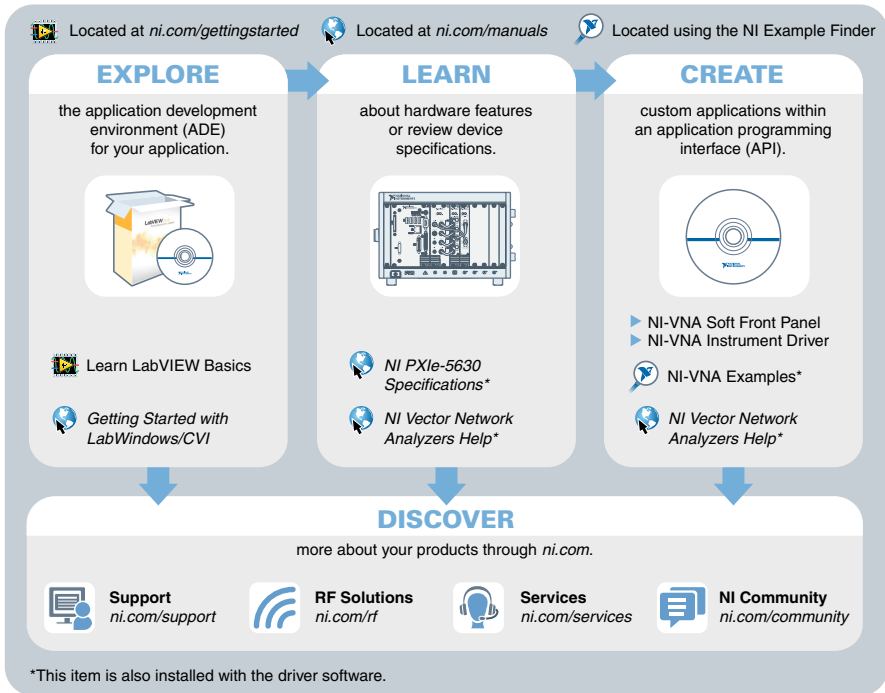 Located at ni.com/gettingstarted
Located at ni.com/manuals
Located using the NI Example Finder
EXPLORE
the application development
environment (ADE)
for your application.
LabVIEW
Learn LabVIEW Basics
Getting Started with
LabWindows/CVI
LEARN
about hardware features
or review device
specifications.
NI PXIe-5630
Specifications*
NI Vector Network
Analyzers Help*
CREATE
custom applications within
an application programming
interface (API).
NI-VNA Soft Front Panel
NI-VNA Instrument Driver
NI-VNA Examples*
NI Vector Network
Analyzers Help*
DISCOVER
more about your products through ni.com.
Support
ni.com/support
RF Solutions
ni.com/rf
Services
ni.com/services
NI Community
ni.com/community
*This item is also installed with the driver software.